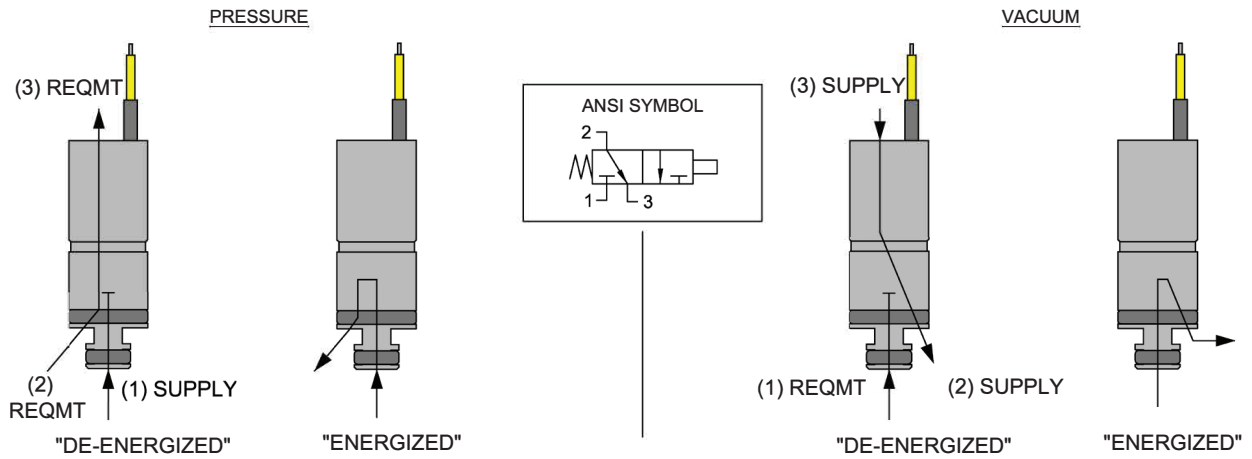 PRESSURE
VACUUM
(3) REQMT
(2)
REQMT
(1) SUPPLY
"DE-ENERGIZED"
"ENERGIZED"
ANSI SYMBOL
2
1
3
(3) SUPPLY
(1) REQMT
(2) SUPPLY
"DE-ENERGIZED"
"ENERGIZED"